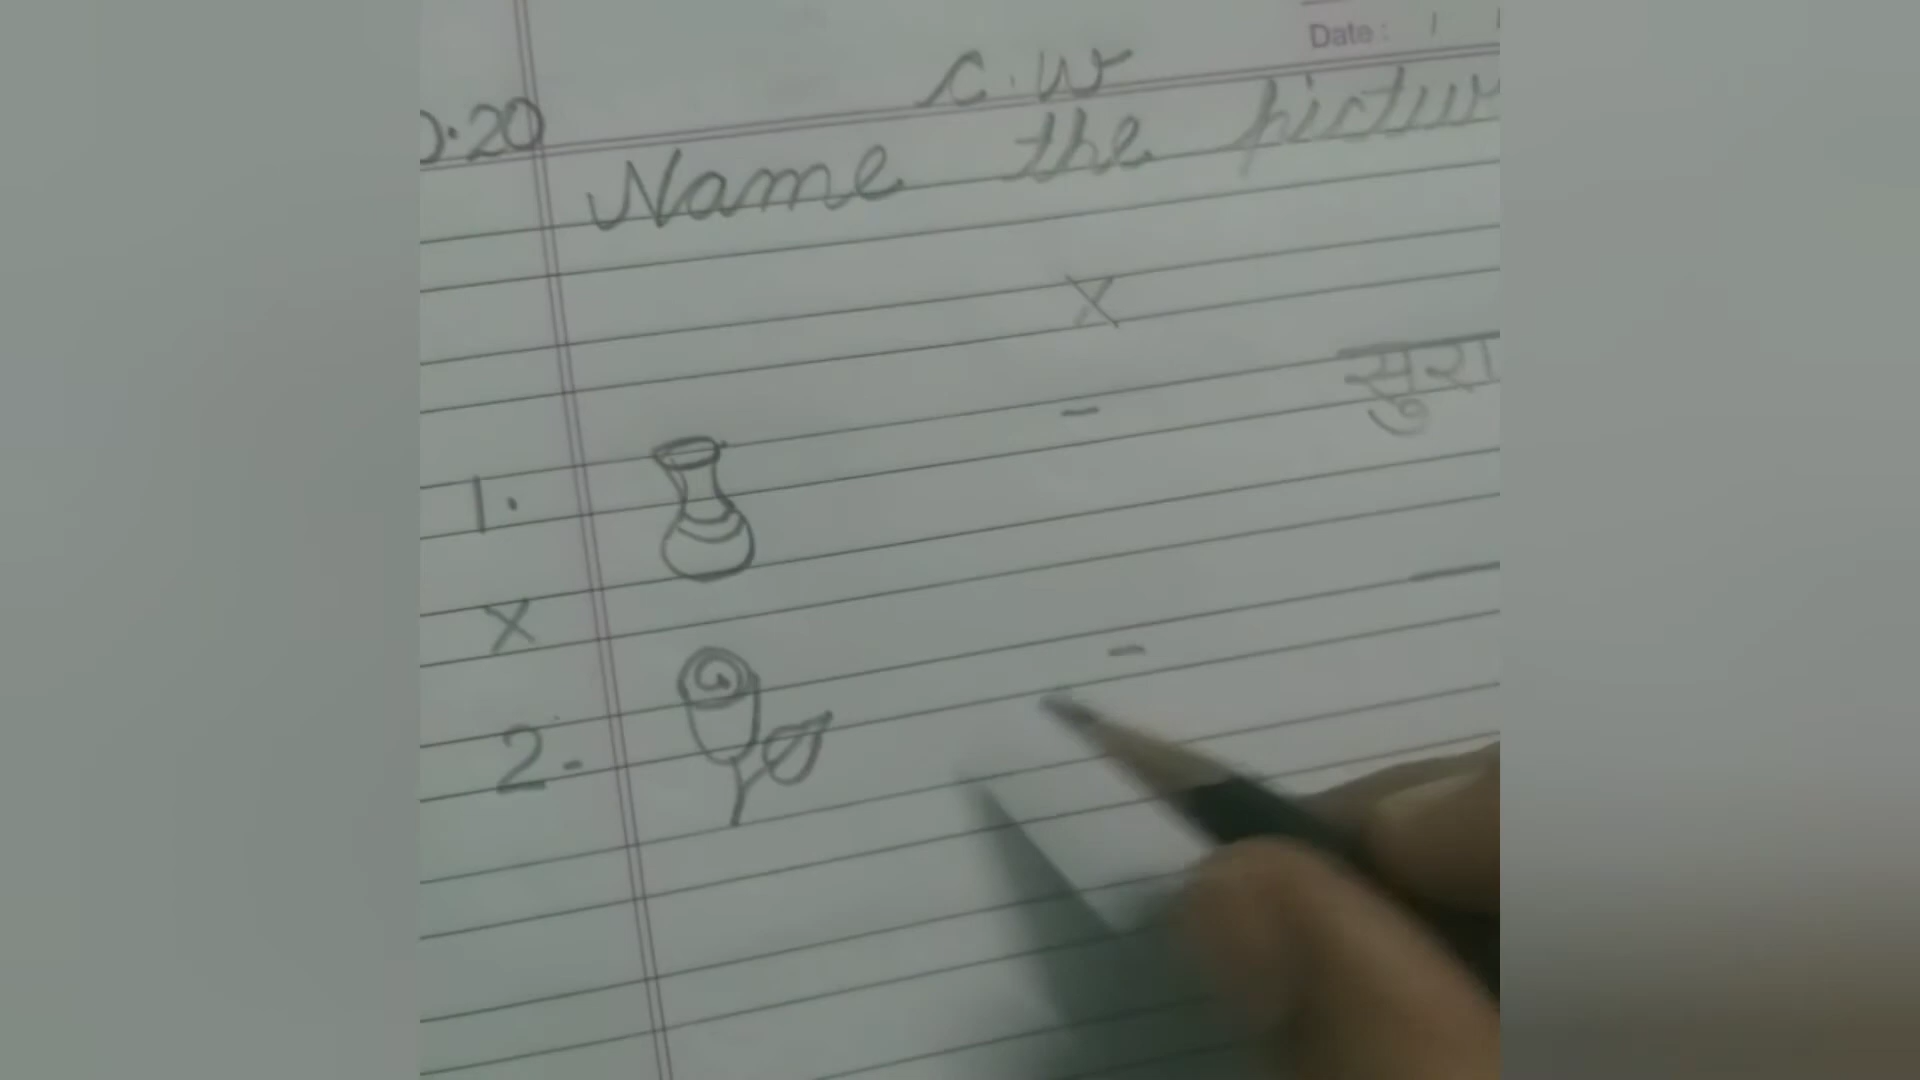 Date :
C.W
0.20
Name the pictur
X
1. - सुरा
X
2. -